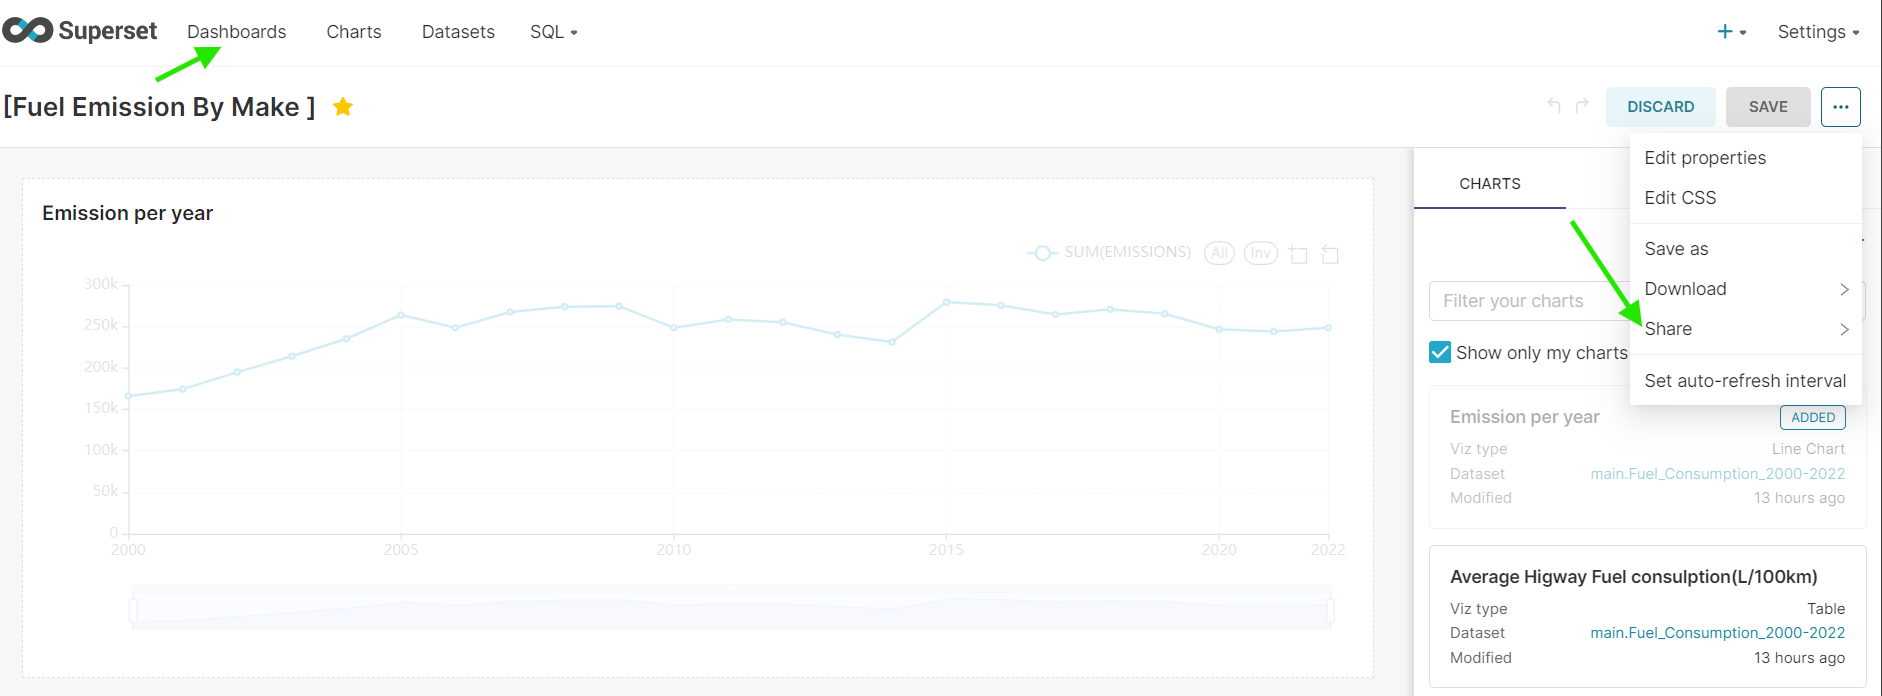 Superset Dashboards Charts Datasets SQL Settings
[Fuel Emission By Make ]
DISCARD SAVE ...
Edit properties
Edit CSS
Save as
Download
Share
Set auto-refresh interval
Emission per year
SUM(EMISSIONS) All Inv
300k
250k
200k
150k
100k
50k
0
2000 2005 2010 2015 2020 2022
CHARTS
Filter your charts
Show only my charts
Emission per year ADDED
Viz type Line Chart
Dataset main.Fuel_Consumption_2000-2022
Modified 13 hours ago
Average Higway Fuel consulption(L/100km)
Viz type Table
Dataset main.Fuel_Consumption_2000-2022
Modified 13 hours ago